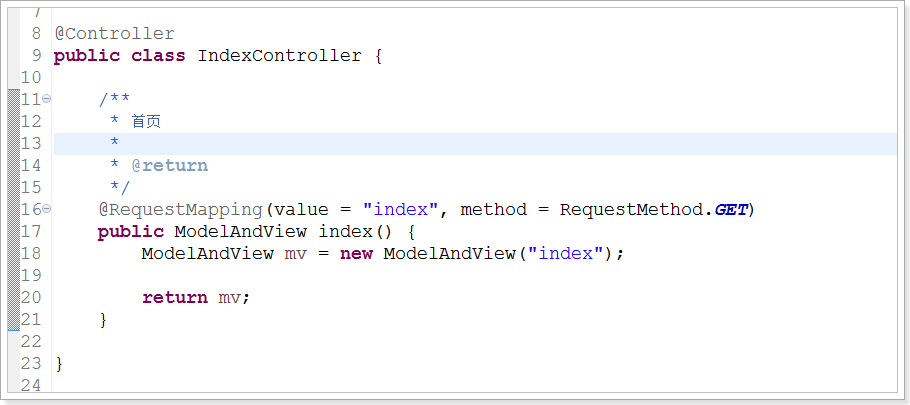 7
8 @Controller
9 public class IndexController {
10
11     /**
12      * 首页
13      *
14      * @return
15      */
16     @RequestMapping(value = "index", method = RequestMethod.GET)
17     public ModelAndView index() {
18         ModelAndView mv = new ModelAndView("index");
19
20         return mv;
21     }
22
23 }
24